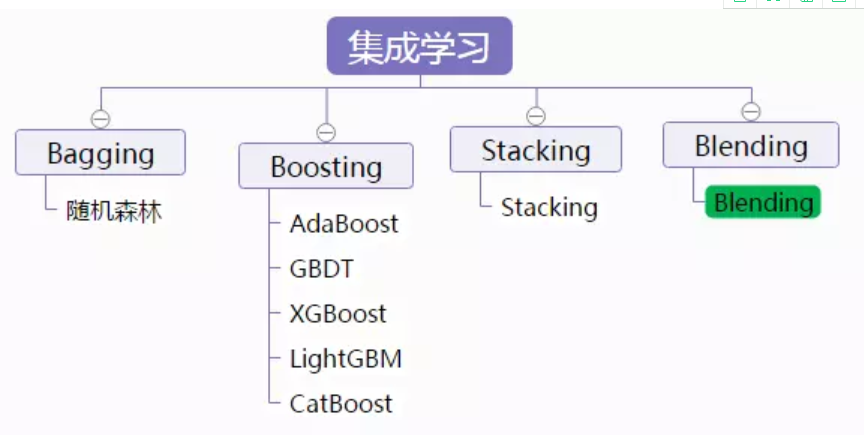 集成学习
Bagging
随机森林
Boosting
AdaBoost
GBDT
XGBoost
LightGBM
CatBoost
Stacking
Stacking
Blending
Blending